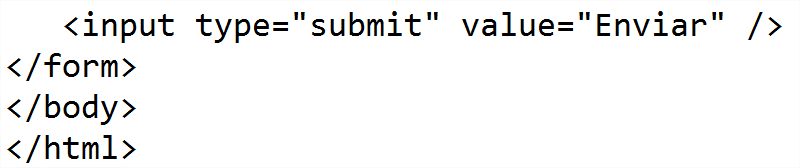 <input type="submit" value="Enviar" />
</form>
</body>
</html>